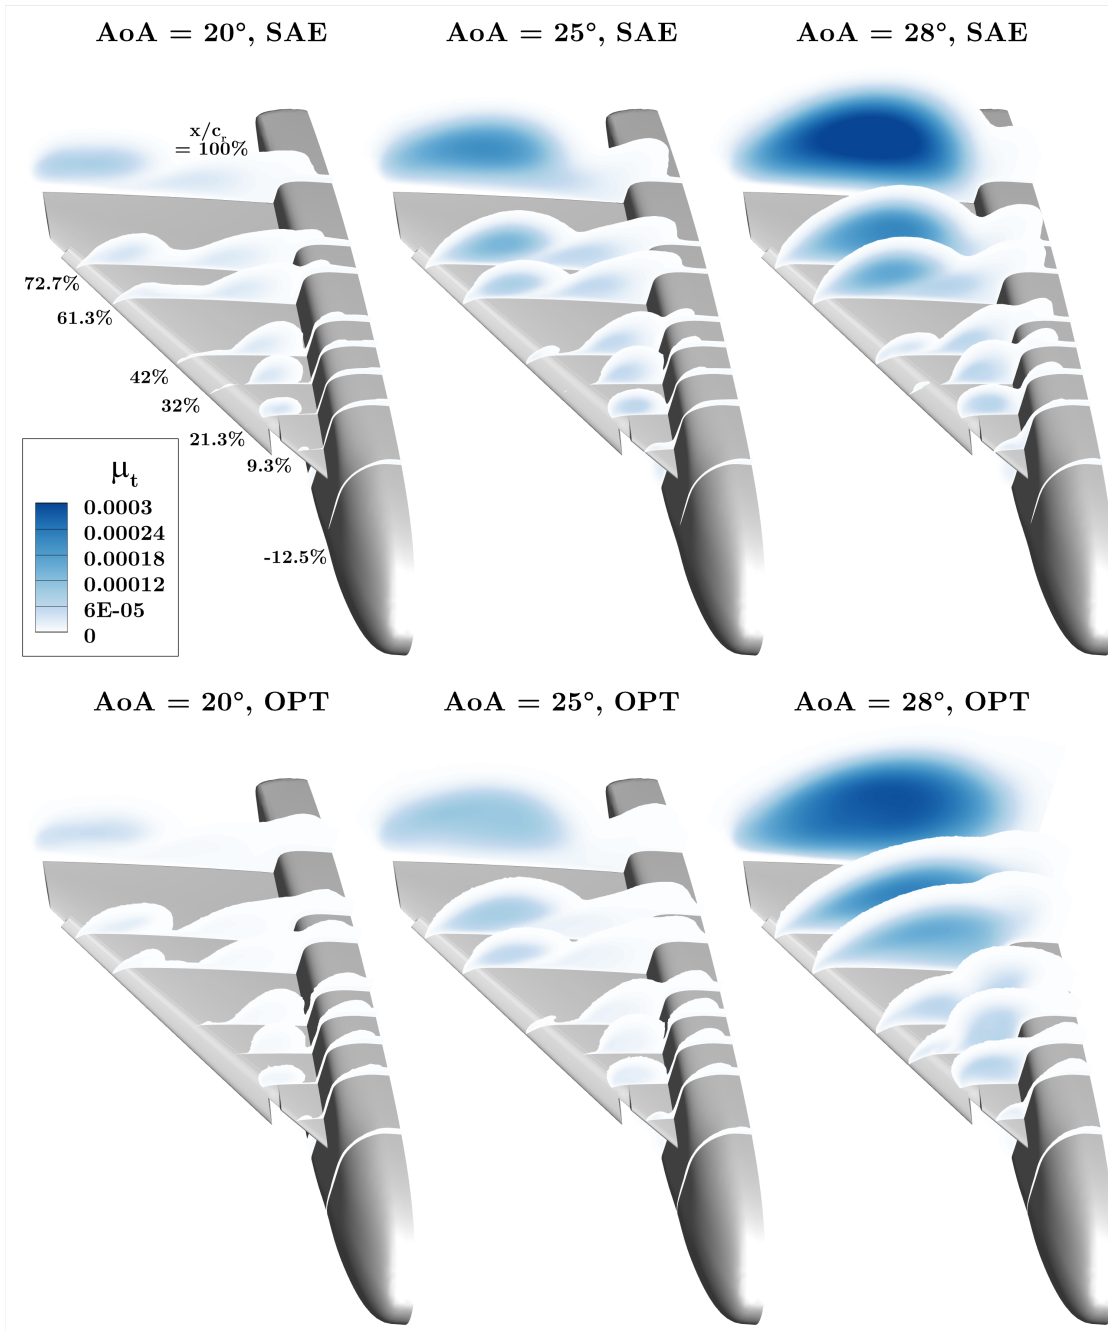 AoA = 20°, SAE
AoA = 25°, SAE
AoA = 28°, SAE
x/cᵣ
= 100%
72.7%
61.3%
42%
32%
21.3%
9.3%
-12.5%
μₜ
0.0003
0.00024
0.00018
0.00012
6E-05
0
AoA = 20°, OPT
AoA = 25°, OPT
AoA = 28°, OPT